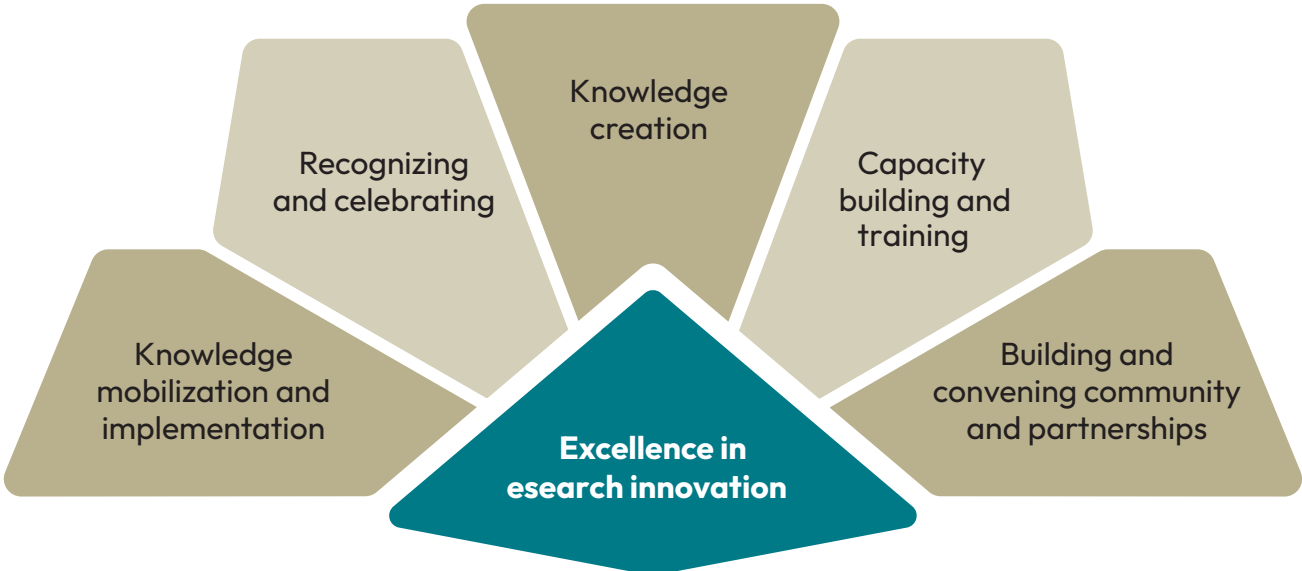 Knowledge
creation
Recognizing
and celebrating
Capacity
building and
training
Knowledge
mobilization and
implementation
Building and
convening community
and partnerships
Excellence in
esearch innovation